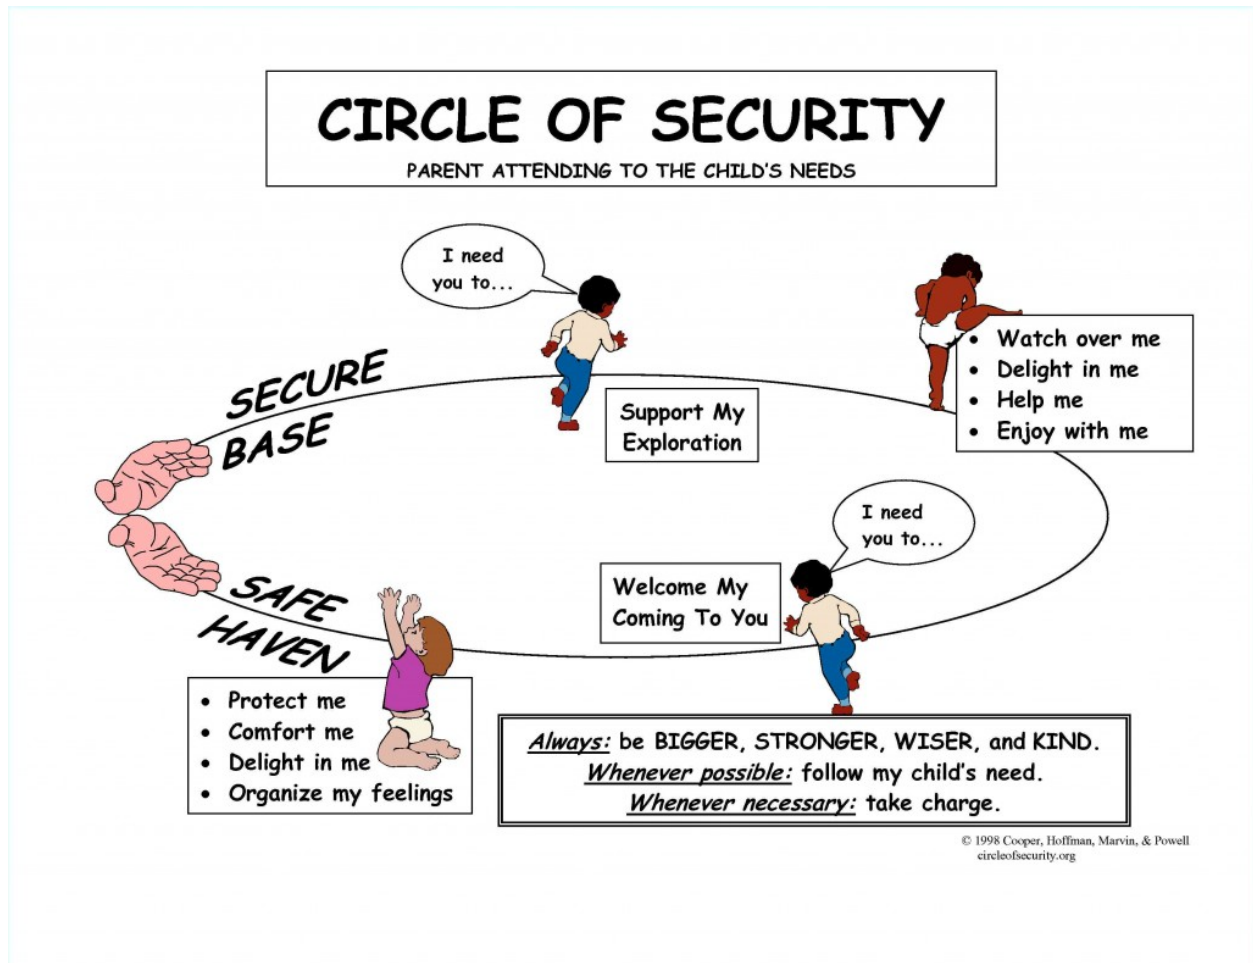 CIRCLE OF SECURITY
PARENT ATTENDING TO THE CHILD'S NEEDS
I need
you to...
SECURE
BASE
Support My
Exploration
• Watch over me
• Delight in me
• Help me
• Enjoy with me
I need
you to...
Welcome My
Coming To You
SAFE
HAVEN
• Protect me
• Comfort me
• Delight in me
• Organize my feelings
Always: be BIGGER, STRONGER, WISER, and KIND.
Whenever possible: follow my child's need.
Whenever necessary: take charge.
© 1998 Cooper, Hoffman, Marvin, & Powell
circleofsecurity.org